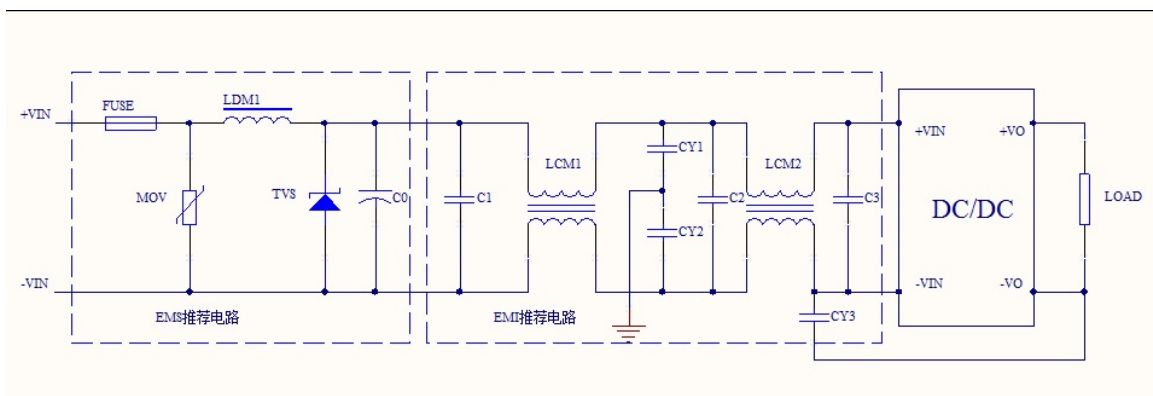 FUSE
LDM1
+VIN
MOV
TVS
C0
-VIN
EMS推荐电路
C1
LCM1
CY1
CY2
C2
LCM2
C3
EMI推荐电路
CY3
+VIN
+VO
DC/DC
-VIN
-VO
LOAD